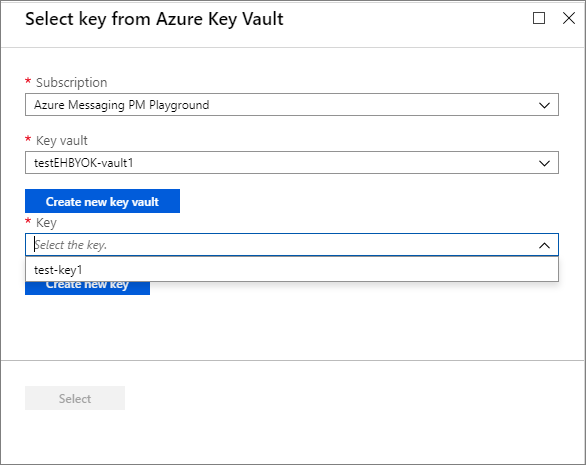 Select key from Azure Key Vault
* Subscription
Azure Messaging PM Playground
* Key vault
testEHBYOK-vault1
Create new key vault
* Key
Select the key.
test-key1
Create new key
Select